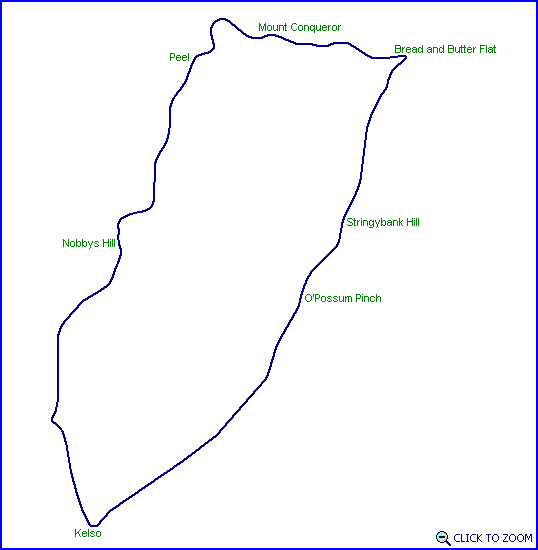 Mount Conqueror
Bread and Butter Flat
Peel
Stringybank Hill
Nobbys Hill
O'Possum Pinch
Kelso
CLICK TO ZOOM